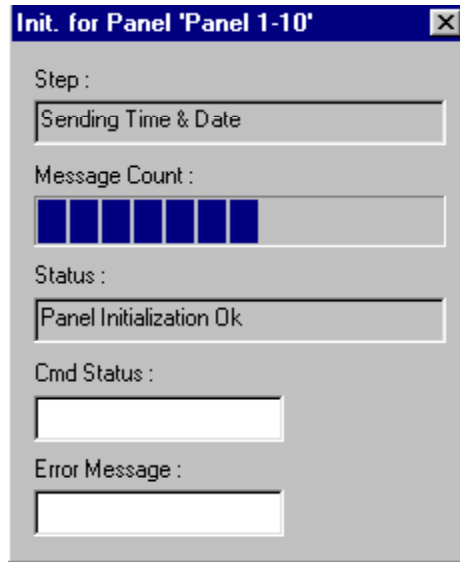 Init. for Panel 'Panel 1-10'
Step :
Sending Time & Date
Message Count :
Status :
Panel Initialization Ok
Cmd Status :
Error Message :